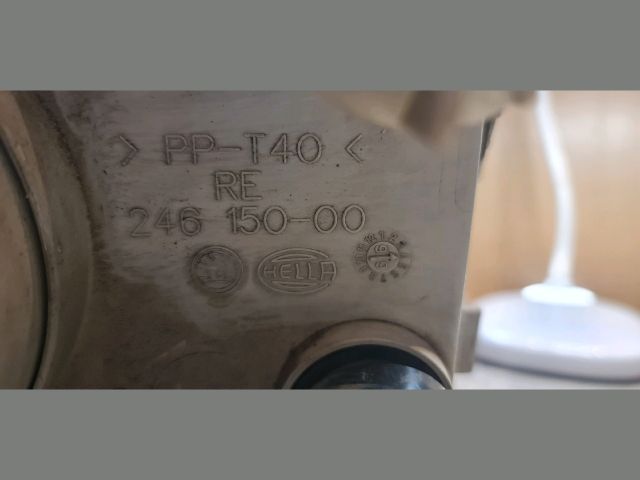 > PP-T40 <
RE
246 150-00
HELLA